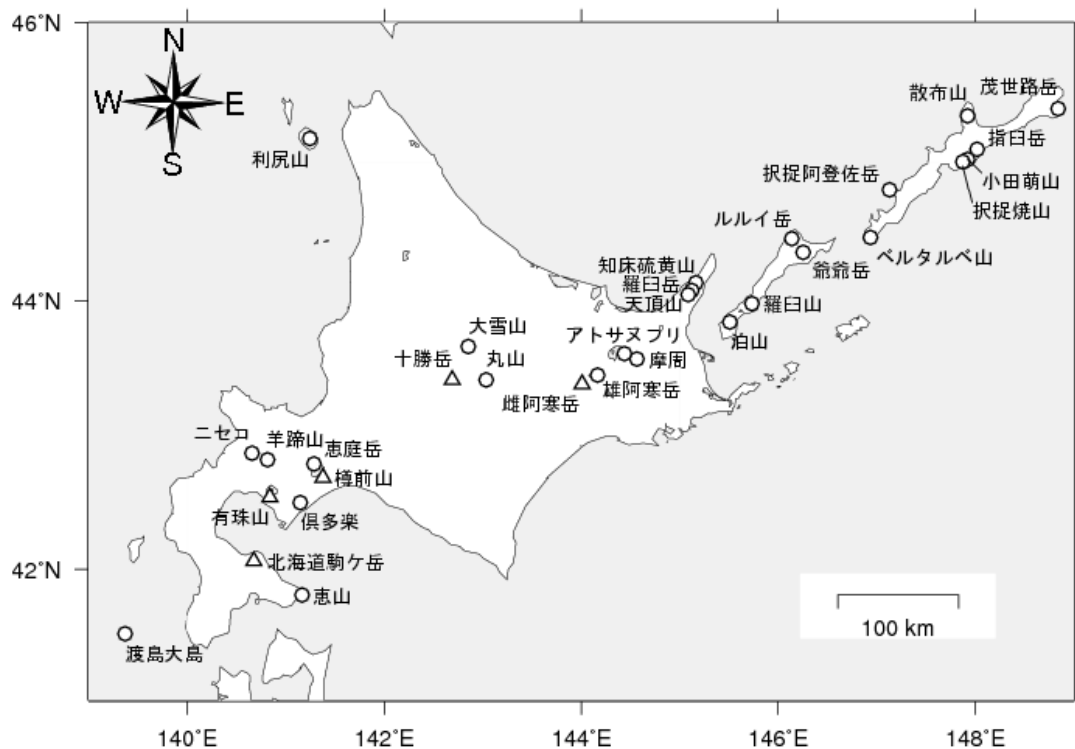 46°N
N
W
E
S
散布山
茂世路岳
指臼岳
利尻山
小田萌山
択捉阿登佐岳
択捉焼山
ルルイ岳
ベルタルベ山
爺爺岳
知床硫黄山
羅臼岳
44°N
天頂山
羅臼山
泊山
大雪山
アトサヌプリ
十勝岳
丸山
摩周
雄阿寒岳
雌阿寒岳
ニセコ
羊蹄山
恵庭岳
樽前山
有珠山
倶多楽
42°N
北海道駒ケ岳
恵山
100 km
渡島大島
140°E
142°E
144°E
146°E
148°E